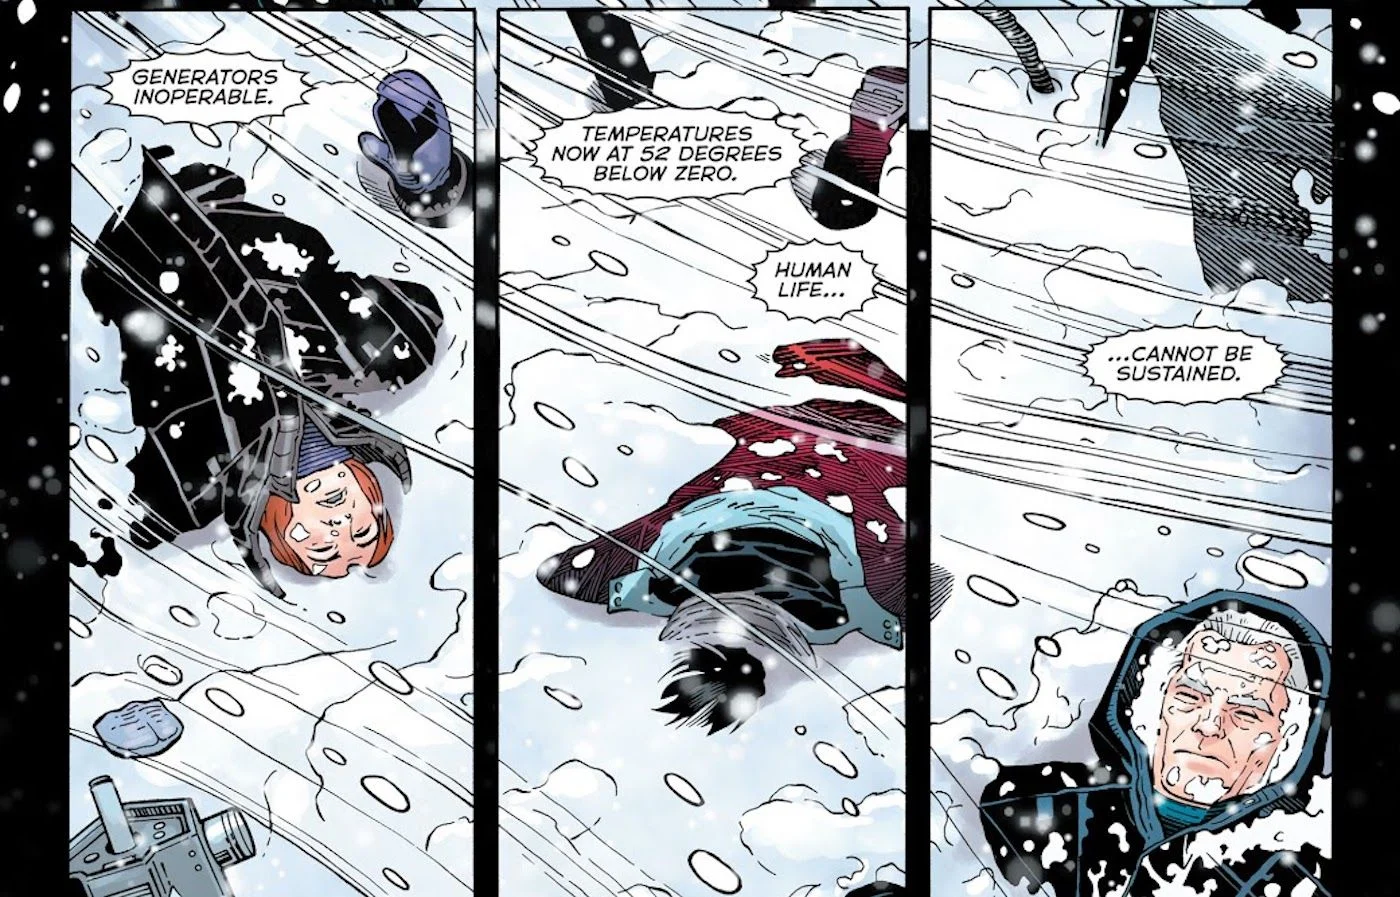 GENERATORS
INOPERABLE.
TEMPERATURES
NOW AT 52 DEGREES
BELOW ZERO.
HUMAN
LIFE...
...CANNOT BE
SUSTAINED.